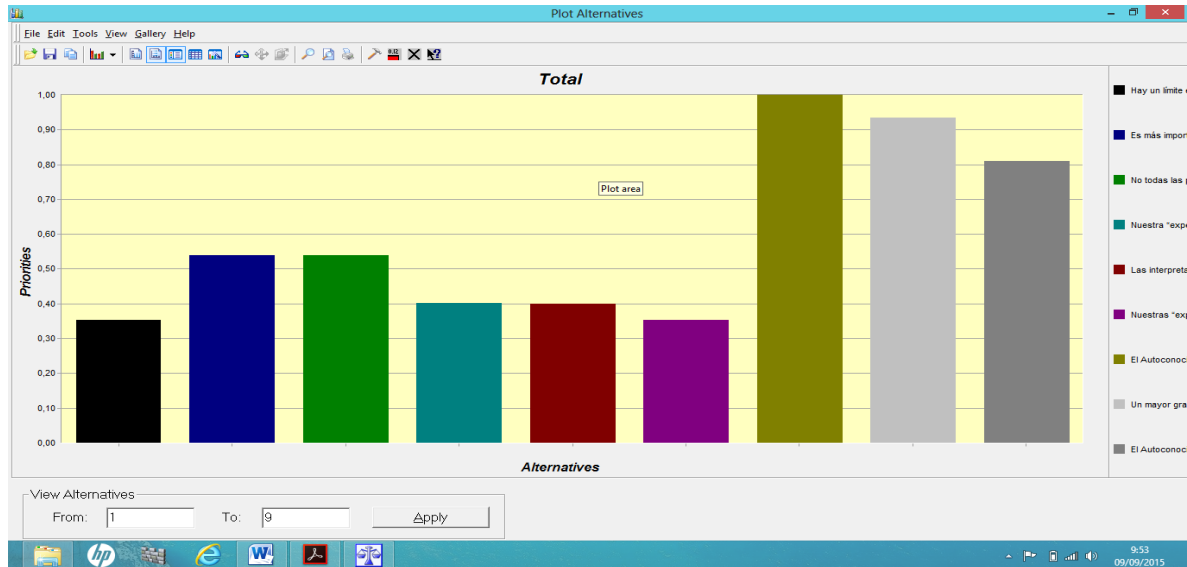 Plot Alternatives
File Edit Tools View Gallery Help
Total
1,00
0,90
0,80
0,70
0,60
0,50
0,40
0,30
0,20
0,10
0,00
Priorities
Plot area
Alternatives
Hay un límite
Es más impor
No todas las
Nuestra "expe
Las interpreta
Nuestras "exp
El Autoconoc
Un mayor gra
El Autoconoc
View Alternatives
From: 1 To: 9 Apply
hp
W
9:53
09/09/2015